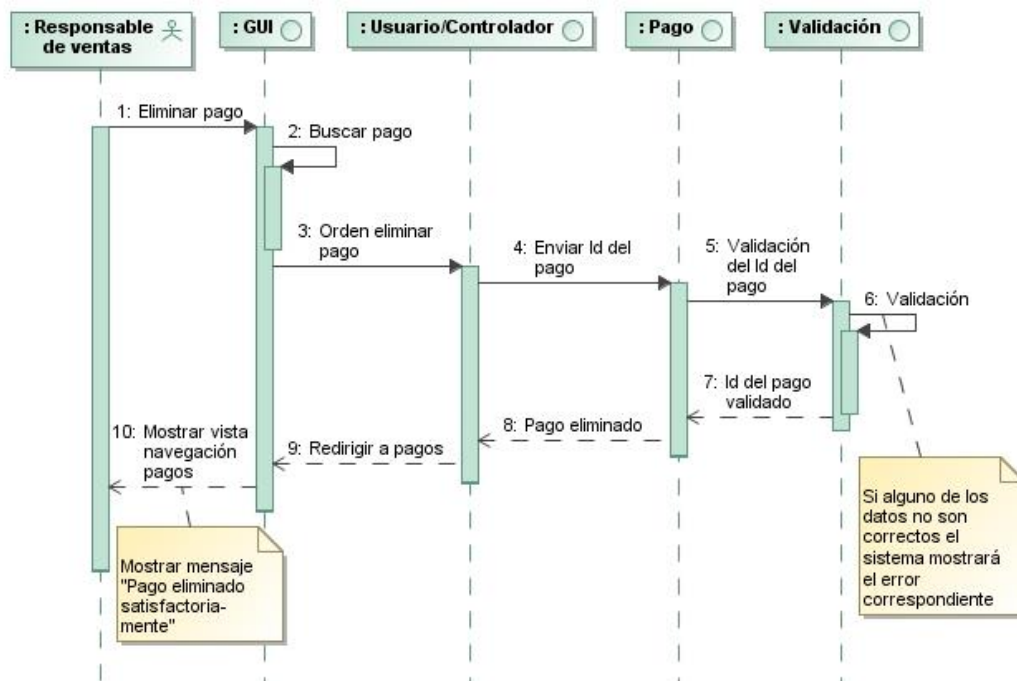 : Responsable
de ventas
: GUI
: Usuario/Controlador
: Pago
: Validación
1: Eliminar pago
2: Buscar pago
3: Orden eliminar
pago
4: Enviar Id del
pago
5: Validación
del Id del
pago
6: Validación
7: Id del pago
validado
8: Pago eliminado
9: Redirigir a pagos
10: Mostrar vista
navegación
pagos
Mostrar mensaje
"Pago eliminado
satisfactoria-
mente"
Si alguno de los
datos no son
correctos el
sistema mostrará
el error
correspondiente